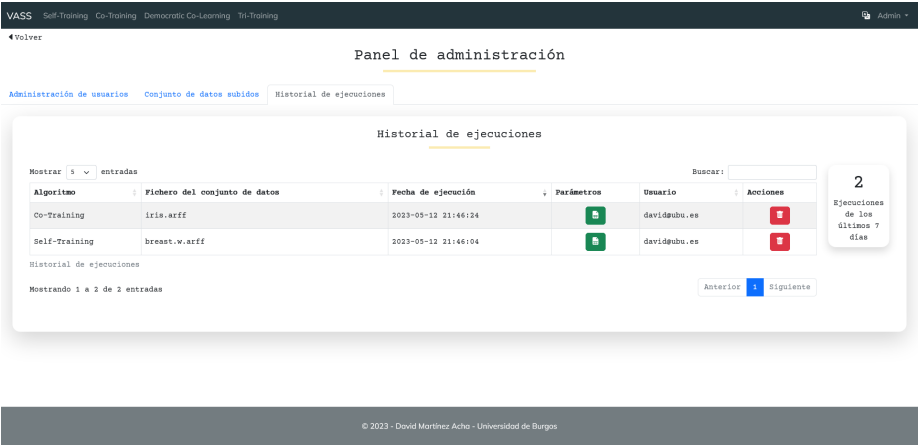 VASS Self-Training Co-Training Democratic Co-Learning Tri-Training Admin
Volver
Panel de administración
Administración de usuarios Conjunto de datos subidos Historial de ejecuciones
Historial de ejecuciones
Mostrar 5 entradas Buscar:
Algoritmo Fichero del conjunto de datos Fecha de ejecución Parámetros Usuario Acciones
Co-Training iris.arff 2023-05-12 21:46:24 david@ubu.es
Self-Training breast.w.arff 2023-05-12 21:46:04 david@ubu.es
Historial de ejecuciones
Mostrando 1 a 2 de 2 entradas
Anterior 1 Siguiente
2
Ejecuciones
de los
últimos 7
días
© 2023 - David Martínez Acha - Universidad de Burgos